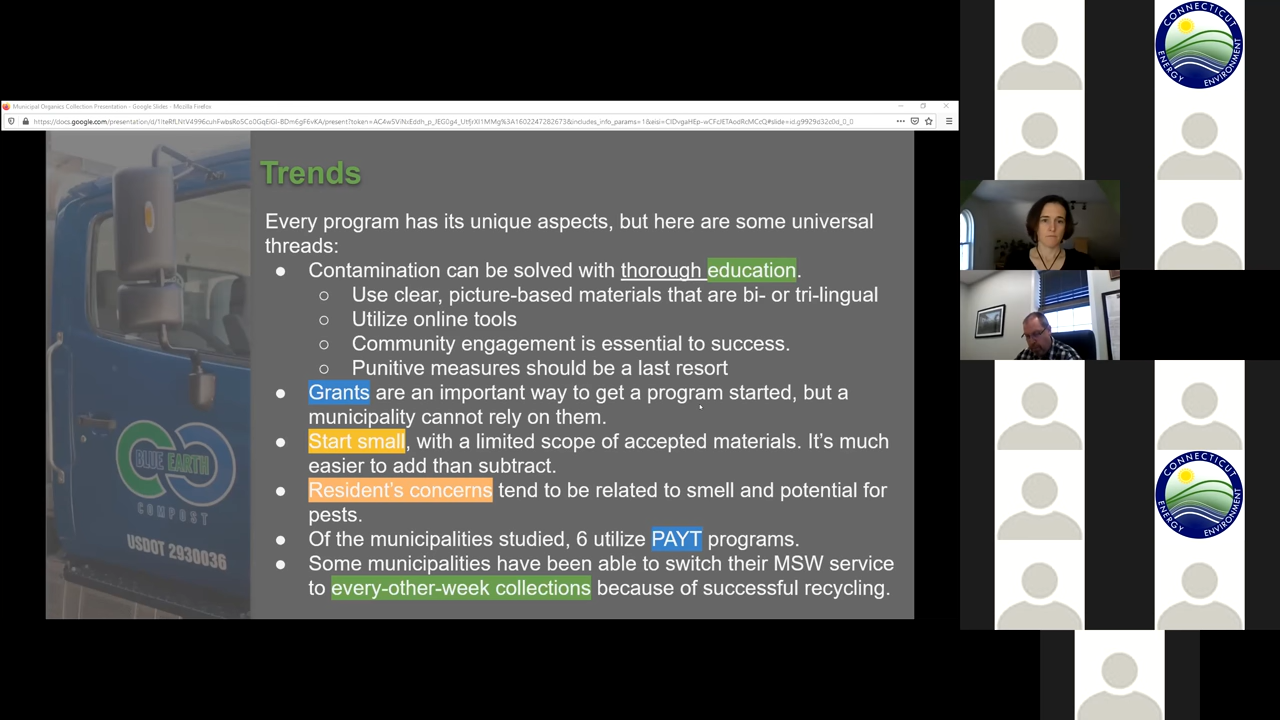 Municipal Organics Collection Presentation - Google Slides - Mozilla Firefox
Trends
Every program has its unique aspects, but here are some universal
threads:
● Contamination can be solved with thorough education.
○ Use clear, picture-based materials that are bi- or tri-lingual
○ Utilize online tools
○ Community engagement is essential to success.
○ Punitive measures should be a last resort
● Grants are an important way to get a program started, but a
municipality cannot rely on them.
● Start small, with a limited scope of accepted materials. It's much
easier to add than subtract.
● Resident's concerns tend to be related to smell and potential for
pests.
● Of the municipalities studied, 6 utilize PAYT programs.
● Some municipalities have been able to switch their MSW service
to every-other-week collections because of successful recycling.
BLUE EARTH
COMPOST
USDOT 2930036
CONNECTICUT
ENERGY ENVIRONMENT
CONNECTICUT
ENERGY ENVIRONMENT